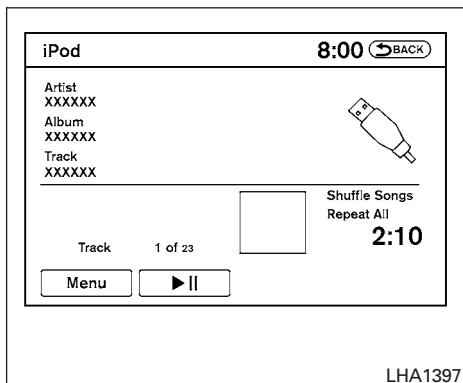 iPod 8:00 BACK
Artist
XXXXXX
Album
XXXXXX
Track
XXXXXX
Shuffle Songs
Repeat All
2:10
Track 1 of 23
Menu
LHA1397